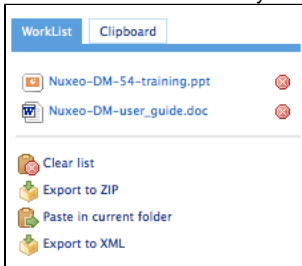 WorkList
Clipboard
Nuxeo-DM-54-training.ppt
Nuxeo-DM-user_guide.doc
Clear list
Export to ZIP
Paste in current folder
Export to XML